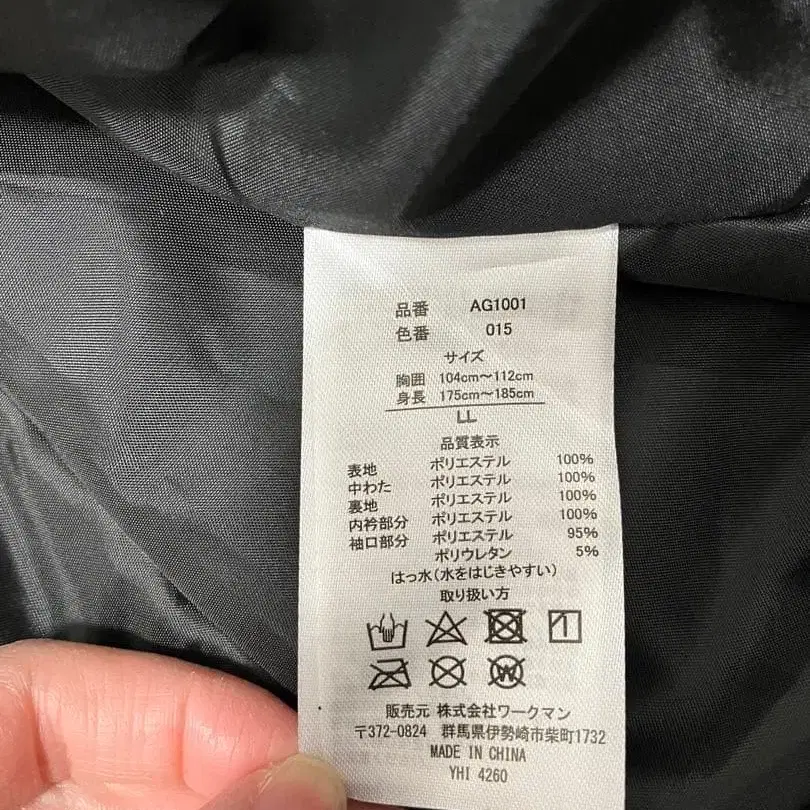 品番 AG1001
色番 015
サイズ
胸囲 104cm～112cm
身長 175cm～185cm
LL
品質表示
表地 ポリエステル 100%
中わた ポリエステル 100%
裏地 ポリエステル 100%
内衿部分 ポリエステル 100%
袖口部分 ポリエステル 95%
ポリウレタン 5%
はっ水(水をはじきやすい)
取り扱い方
W
販売元 株式会社ワークマン
〒372-0824 群馬県伊勢崎市柴町1732
MADE IN CHINA
YHI 4260